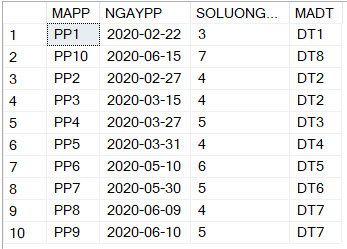 MAPP NGAYPP SOLUONG... MADT
1 PP1 2020-02-22 3 DT1
2 PP10 2020-06-15 7 DT8
3 PP2 2020-02-27 4 DT2
4 PP3 2020-03-15 4 DT2
5 PP4 2020-03-27 5 DT3
6 PP5 2020-03-31 4 DT4
7 PP6 2020-05-10 6 DT5
8 PP7 2020-05-30 5 DT6
9 PP8 2020-06-09 4 DT7
10 PP9 2020-06-10 5 DT7